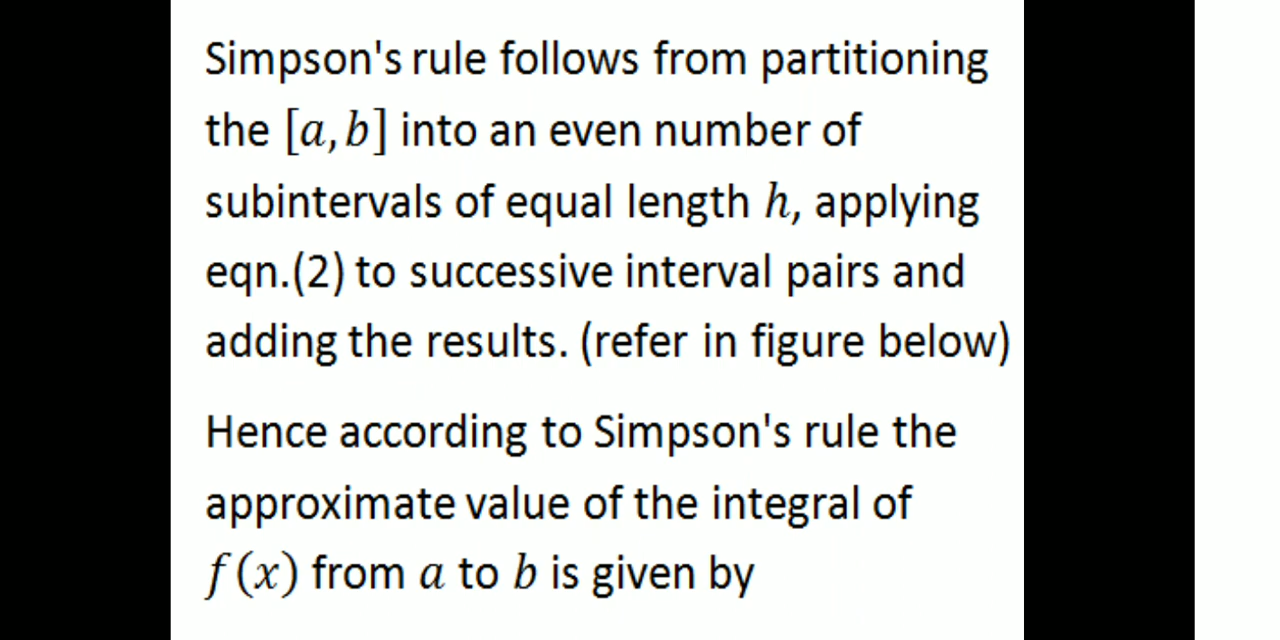 Simpson's rule follows from partitioning
the [a, b] into an even number of
subintervals of equal length h, applying
eqn.(2) to successive interval pairs and
adding the results. (refer in figure below)
Hence according to Simpson's rule the
approximate value of the integral of
f(x) from a to b is given by